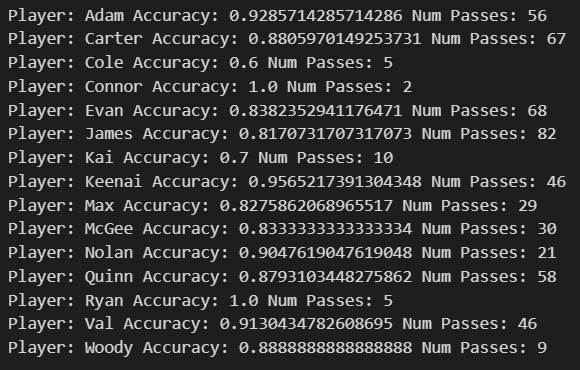 Player: Adam Accuracy: 0.9285714285714286 Num Passes: 56
Player: Carter Accuracy: 0.8805970149253731 Num Passes: 67
Player: Cole Accuracy: 0.6 Num Passes: 5
Player: Connor Accuracy: 1.0 Num Passes: 2
Player: Evan Accuracy: 0.8382352941176471 Num Passes: 68
Player: James Accuracy: 0.8170731707317073 Num Passes: 82
Player: Kai Accuracy: 0.7 Num Passes: 10
Player: Keenai Accuracy: 0.9565217391304348 Num Passes: 46
Player: Max Accuracy: 0.8275862068965517 Num Passes: 29
Player: McGee Accuracy: 0.8333333333333334 Num Passes: 30
Player: Nolan Accuracy: 0.9047619047619048 Num Passes: 21
Player: Quinn Accuracy: 0.8793103448275862 Num Passes: 58
Player: Ryan Accuracy: 1.0 Num Passes: 5
Player: Val Accuracy: 0.9130434782608695 Num Passes: 46
Player: Woody Accuracy: 0.8888888888888888 Num Passes: 9